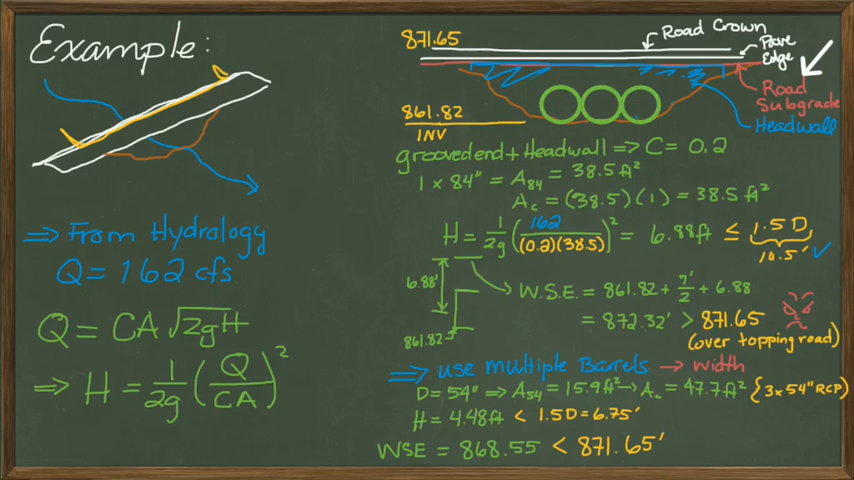 Example:
⇒ From Hydrology
Q = 162 cfs
Q = CA √2gH
⇒ H = 1/2g (Q/CA)²
871.65
Road Crown
Pave Edge
Road Subgrade
Headwall
861.82
INV
grooved end + Headwall ⇒ C = 0.2
1 x 84" = A84 = 38.5 ft²
Ac = (38.5)(1) = 38.5 ft²
H = 1/2g (162/(0.2)(38.5))² = 6.88ft ≤ 1.5 D
10.5' ✓
6.88'
861.82
W.S.E. = 861.82 + 7'/2 + 6.88
= 872.32' > 871.65
(over topping road)
⇒ use multiple Barrels → width
D = 54" ⇒ A54 = 15.9 ft² → Ac = 47.7 ft² {3 x 54" RCP}
H = 4.48ft < 1.5D = 6.75'
WSE = 868.55 < 871.65'